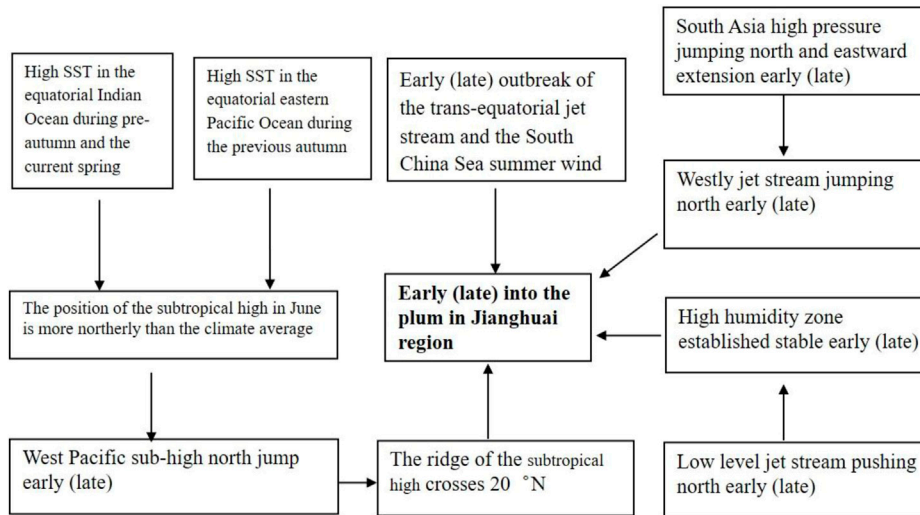 High SST in the
equatorial Indian
Ocean during pre-
autumn and the
current spring
High SST in the
equatorial eastern
Pacific Ocean during
the previous autumn
Early (late) outbreak of
the trans-equatorial jet
stream and the South
China Sea summer wind
South Asia high pressure
jumping north and eastward
extension early (late)
Westly jet stream jumping
north early (late)
The position of the subtropical high in June
is more northerly than the climate average
Early (late) into the
plum in Jianghuai
region
High humidity zone
established stable early (late)
West Pacific sub-high north jump
early (late)
The ridge of the subtropical
high crosses 20 °N
Low level jet stream pushing
north early (late)